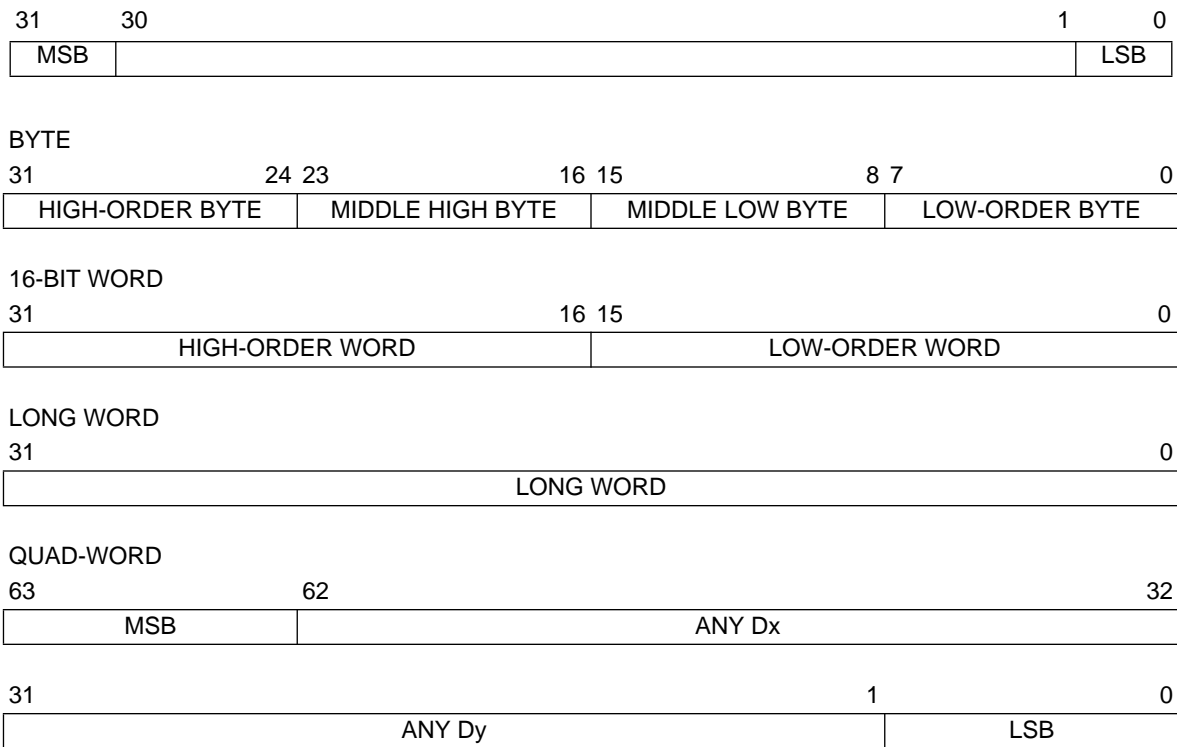 31 30 1 0
MSB LSB
BYTE
31 24 23 16 15 8 7 0
HIGH-ORDER BYTE MIDDLE HIGH BYTE MIDDLE LOW BYTE LOW-ORDER BYTE
16-BIT WORD
31 16 15 0
HIGH-ORDER WORD LOW-ORDER WORD
LONG WORD
31 0
LONG WORD
QUAD-WORD
63 62 32
MSB ANY Dx
31 1 0
ANY Dy LSB